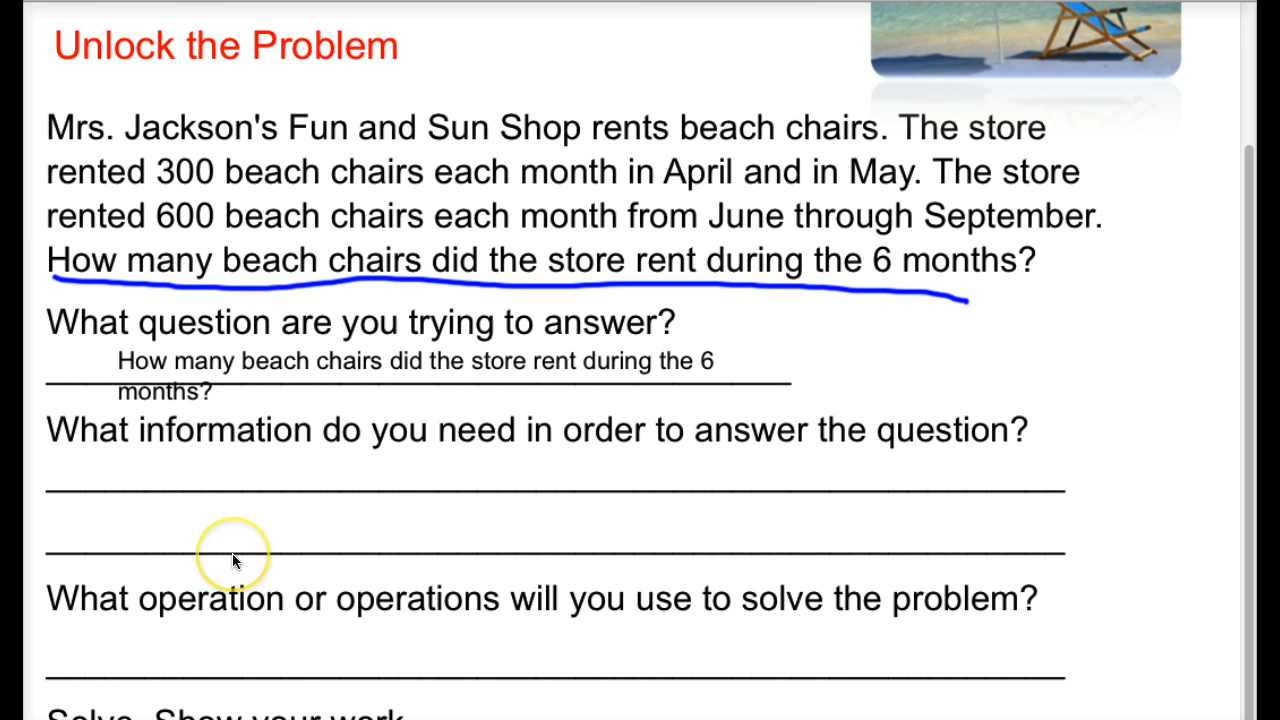 Unlock the Problem
Mrs. Jackson's Fun and Sun Shop rents beach chairs. The store
rented 300 beach chairs each month in April and in May. The store
rented 600 beach chairs each month from June through September.
How many beach chairs did the store rent during the 6 months?
What question are you trying to answer?
How many beach chairs did the store rent during the 6
months?
What information do you need in order to answer the question?
What operation or operations will you use to solve the problem?
Solve. Show your work.